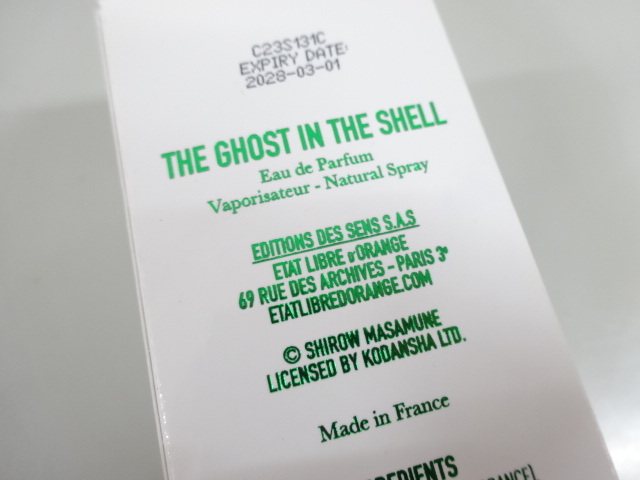 C23S131C
EXPIRY DATE:
2028-03-01
THE GHOST IN THE SHELL
Eau de Parfum
Vaporisateur - Natural Spray
EDITIONS DES SENS S.A.S
ETAT LIBRE D'ORANGE
69 RUE DES ARCHIVES - PARIS 3e
ETATLIBREDORANGE.COM
© SHIROW MASAMUNE
LICENSED BY KODANSHA LTD.
Made in France